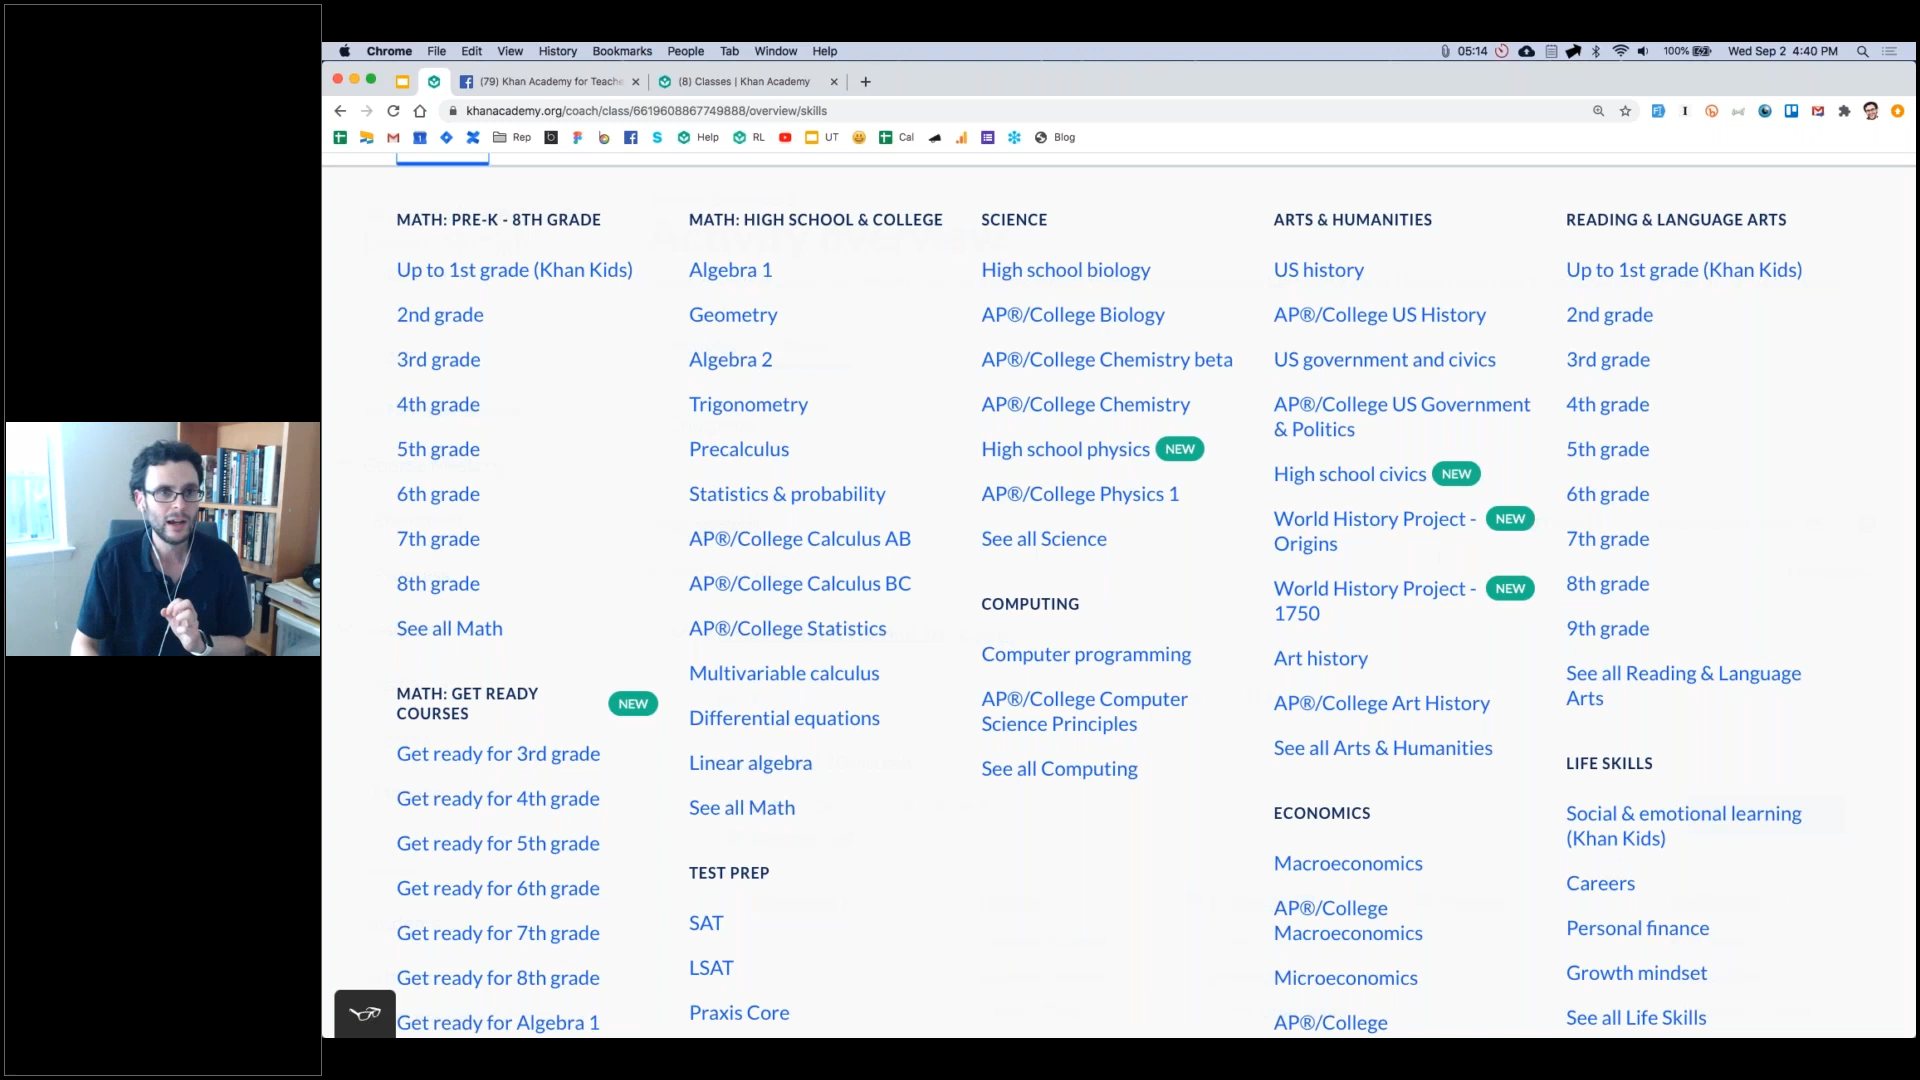 Chrome File Edit View History Bookmarks People Tab Window Help 05:14 100% Wed Sep 2 4:40 PM
(79) Khan Academy for Teache (8) Classes | Khan Academy
khanacademy.org/coach/class/6619608867749888/overview/skills
Rep Help RL UT Cal Blog
MATH: PRE-K - 8TH GRADE
Up to 1st grade (Khan Kids)
2nd grade
3rd grade
4th grade
5th grade
6th grade
7th grade
8th grade
See all Math
MATH: GET READY
COURSES
NEW
Get ready for 3rd grade
Get ready for 4th grade
Get ready for 5th grade
Get ready for 6th grade
Get ready for 7th grade
Get ready for 8th grade
Get ready for Algebra 1
MATH: HIGH SCHOOL & COLLEGE
Algebra 1
Geometry
Algebra 2
Trigonometry
Precalculus
Statistics & probability
AP®/College Calculus AB
AP®/College Calculus BC
AP®/College Statistics
Multivariable calculus
Differential equations
Linear algebra
See all Math
TEST PREP
SAT
LSAT
Praxis Core
SCIENCE
High school biology
AP®/College Biology
AP®/College Chemistry beta
AP®/College Chemistry
High school physics NEW
AP®/College Physics 1
See all Science
COMPUTING
Computer programming
AP®/College Computer
Science Principles
See all Computing
ARTS & HUMANITIES
US history
AP®/College US History
US government and civics
AP®/College US Government
& Politics
High school civics NEW
World History Project - NEW
Origins
World History Project - NEW
1750
Art history
AP®/College Art History
See all Arts & Humanities
ECONOMICS
Macroeconomics
AP®/College
Macroeconomics
Microeconomics
AP®/College
READING & LANGUAGE ARTS
Up to 1st grade (Khan Kids)
2nd grade
3rd grade
4th grade
5th grade
6th grade
7th grade
8th grade
9th grade
See all Reading & Language
Arts
LIFE SKILLS
Social & emotional learning
(Khan Kids)
Careers
Personal finance
Growth mindset
See all Life Skills